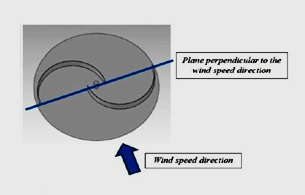 Plane perpendicular to the
wind speed direction
Wind speed direction